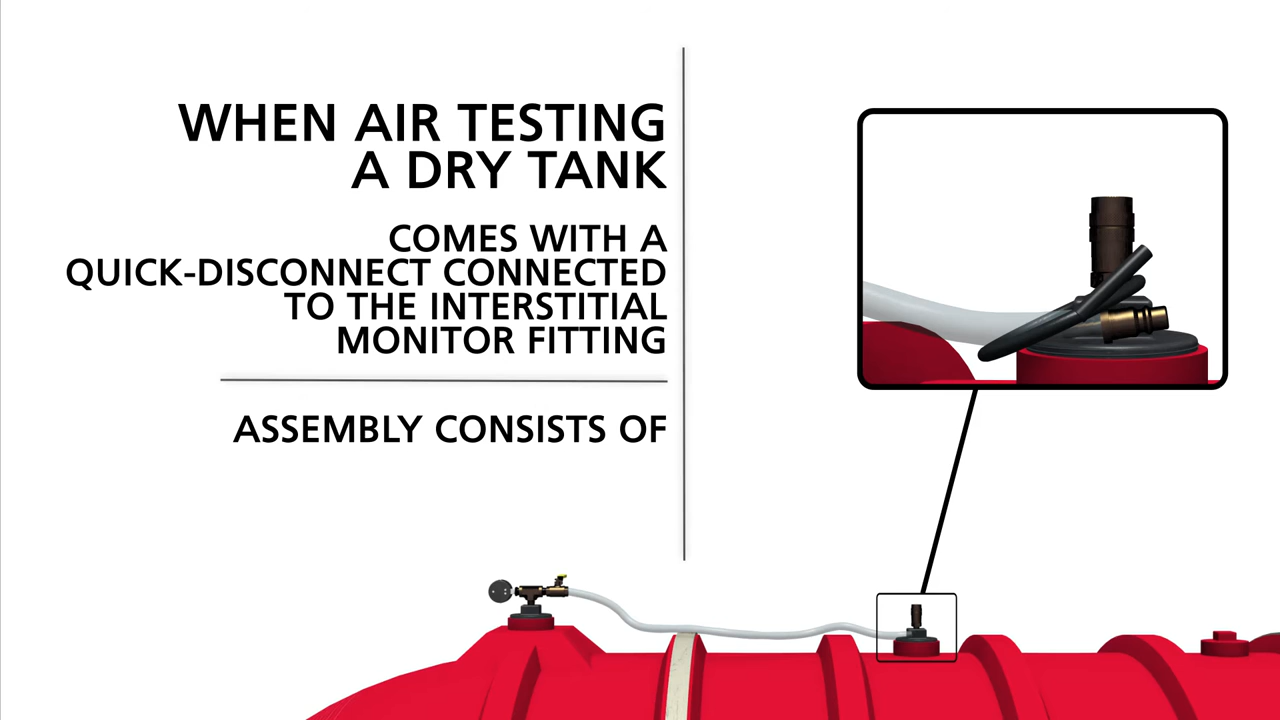 WHEN AIR TESTING
A DRY TANK
COMES WITH A
QUICK-DISCONNECT CONNECTED
TO THE INTERSTITIAL
MONITOR FITTING
ASSEMBLY CONSISTS OF